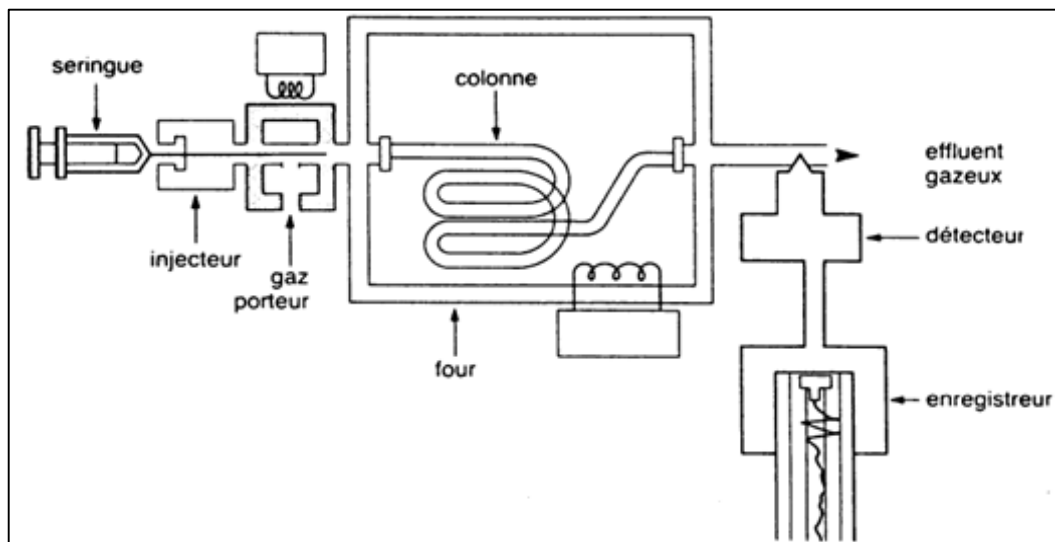 seringue
colonne
effluent
gazeux
injecteur
gaz
porteur
détecteur
four
enregistreur